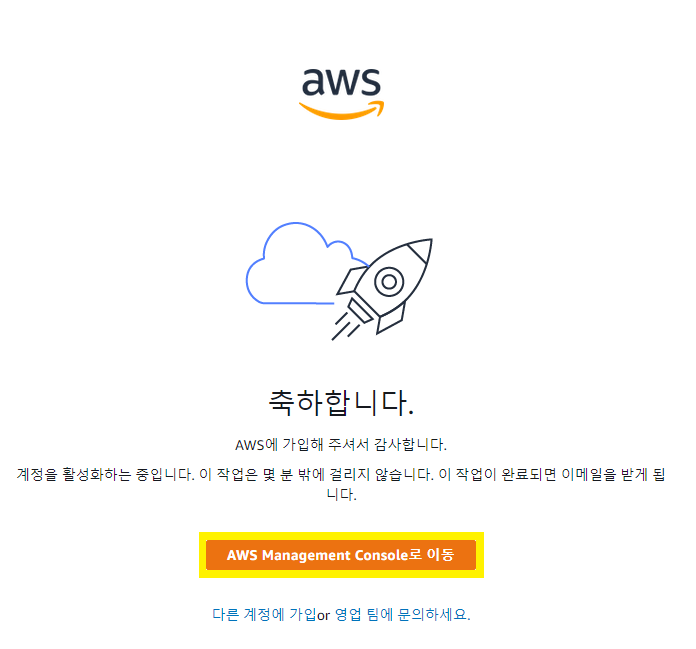 aws
축하합니다.
AWS에 가입해 주셔서 감사합니다.
계정을 활성화하는 중입니다. 이 작업은 몇 분 밖에 걸리지 않습니다. 이 작업이 완료되면 이메일을 받게 됩
니다.
AWS Management Console로 이동
다른 계정에 가입or 영업 팀에 문의하세요.